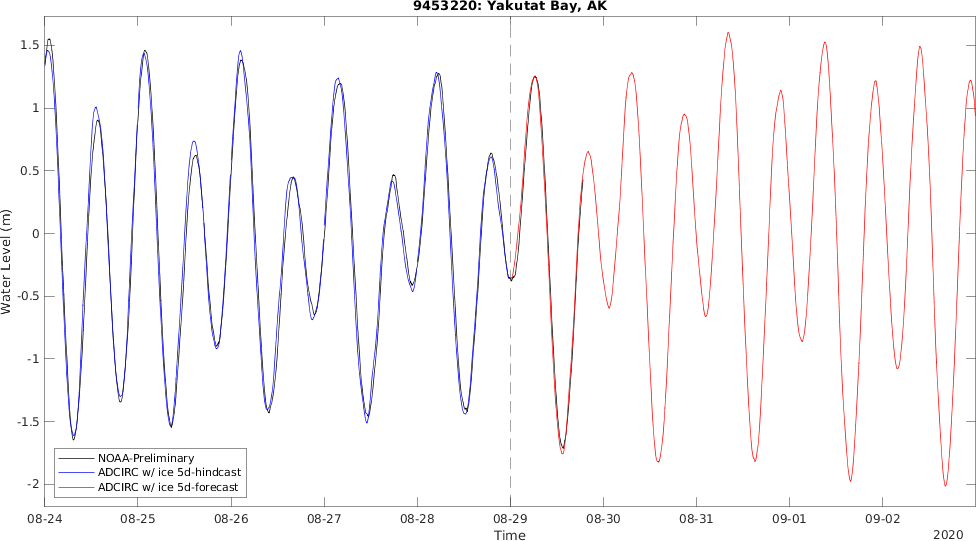 9453220: Yakutat Bay, AK
Water Level (m)
1.5
1
0.5
0
-0.5
-1
-1.5
-2
NOAA-Preliminary
ADCIRC w/ ice 5d-hindcast
ADCIRC w/ ice 5d-forecast
08-24 08-25 08-26 08-27 08-28 08-29 08-30 08-31 09-01 09-02
Time
2020